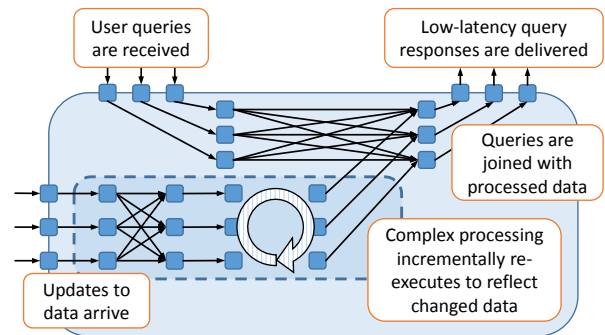 User queries
are received
Low-latency query
responses are delivered
Queries are
joined with
processed data
Complex processing
incrementally re-
executes to reflect
changed data
Updates to
data arrive